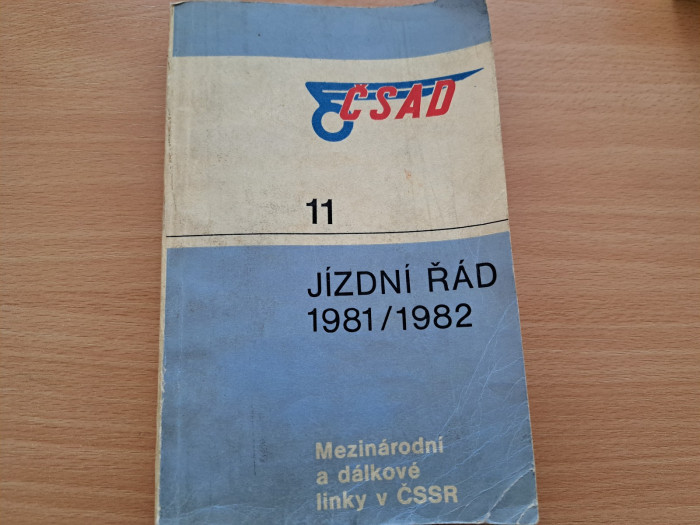 ČSAD
11
JÍZDNÍ ŘÁD
1981/1982
Mezinárodní
a dálkové
linky v ČSSR